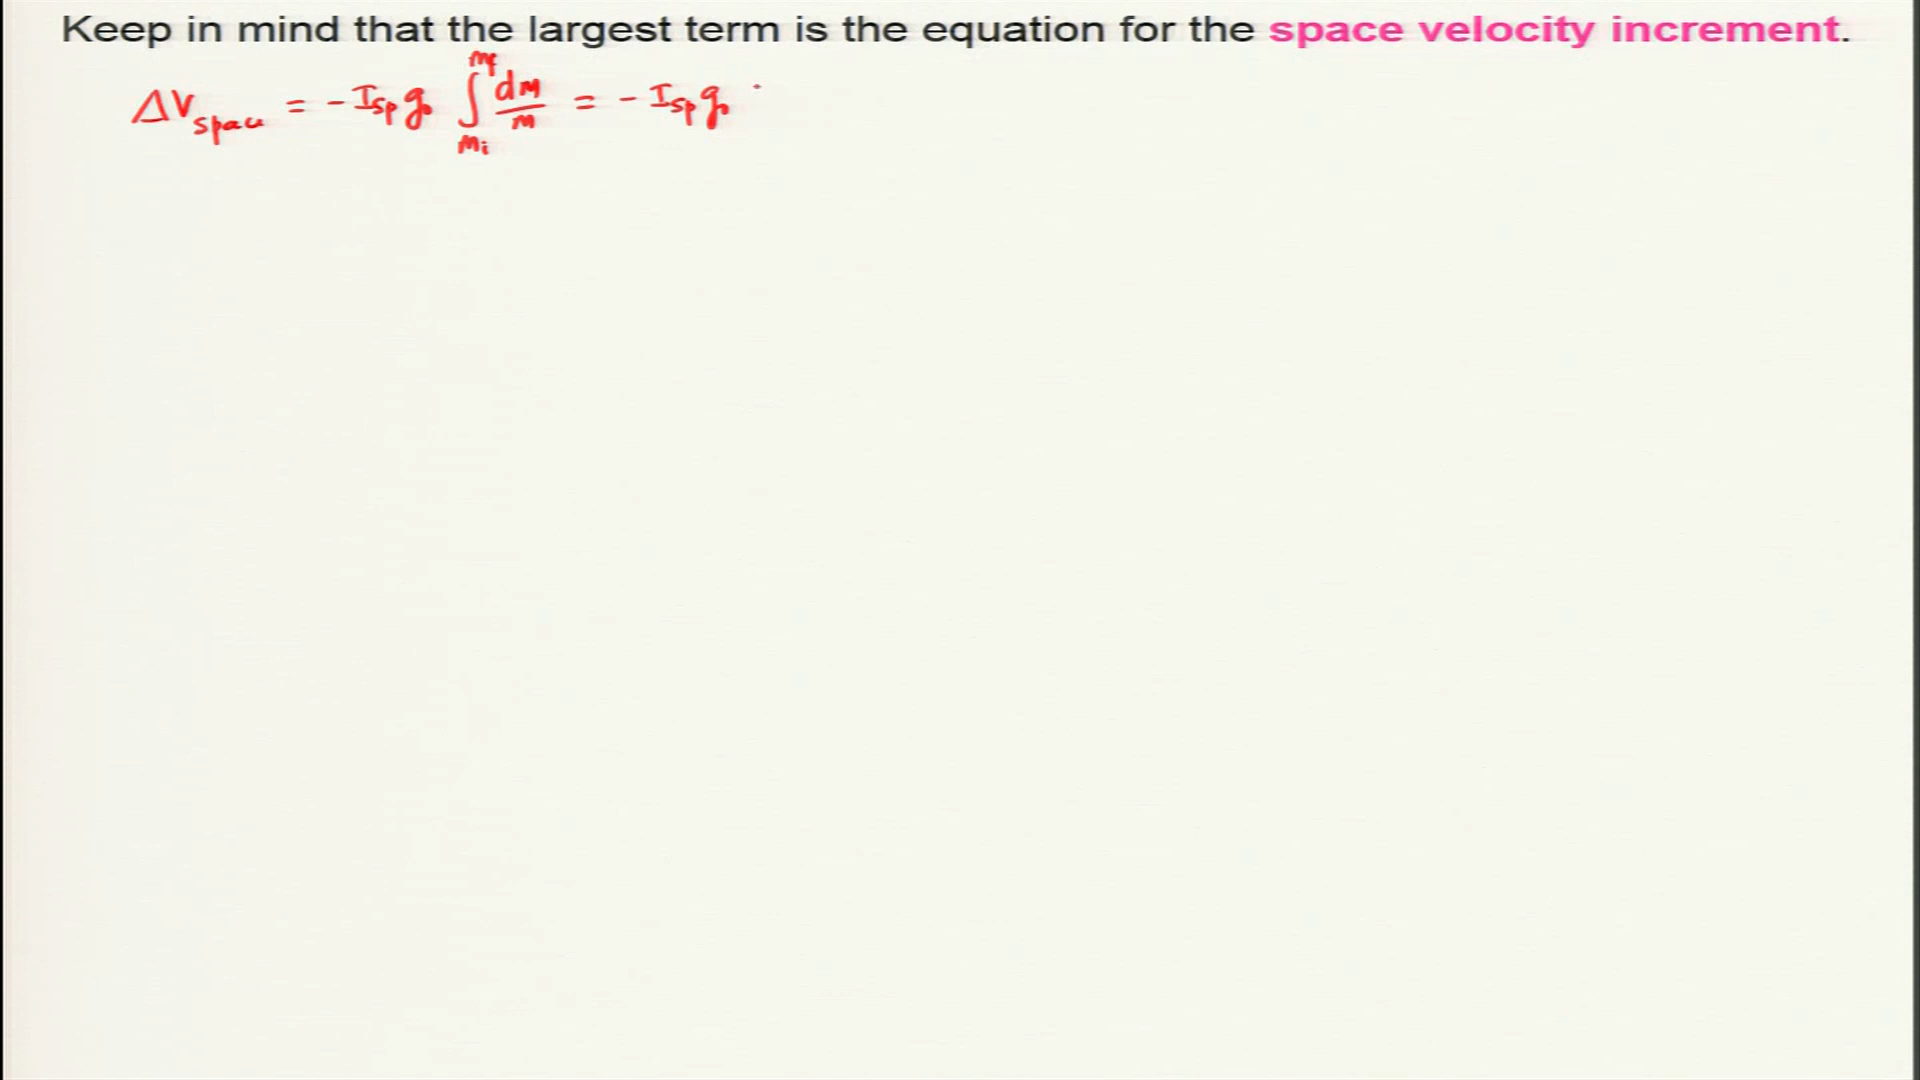 Keep in mind that the largest term is the equation for the space velocity increment.
ΔV_space = - I_sp g_0 ∫_{m_i}^{m_f} dm/m = - I_sp g_0